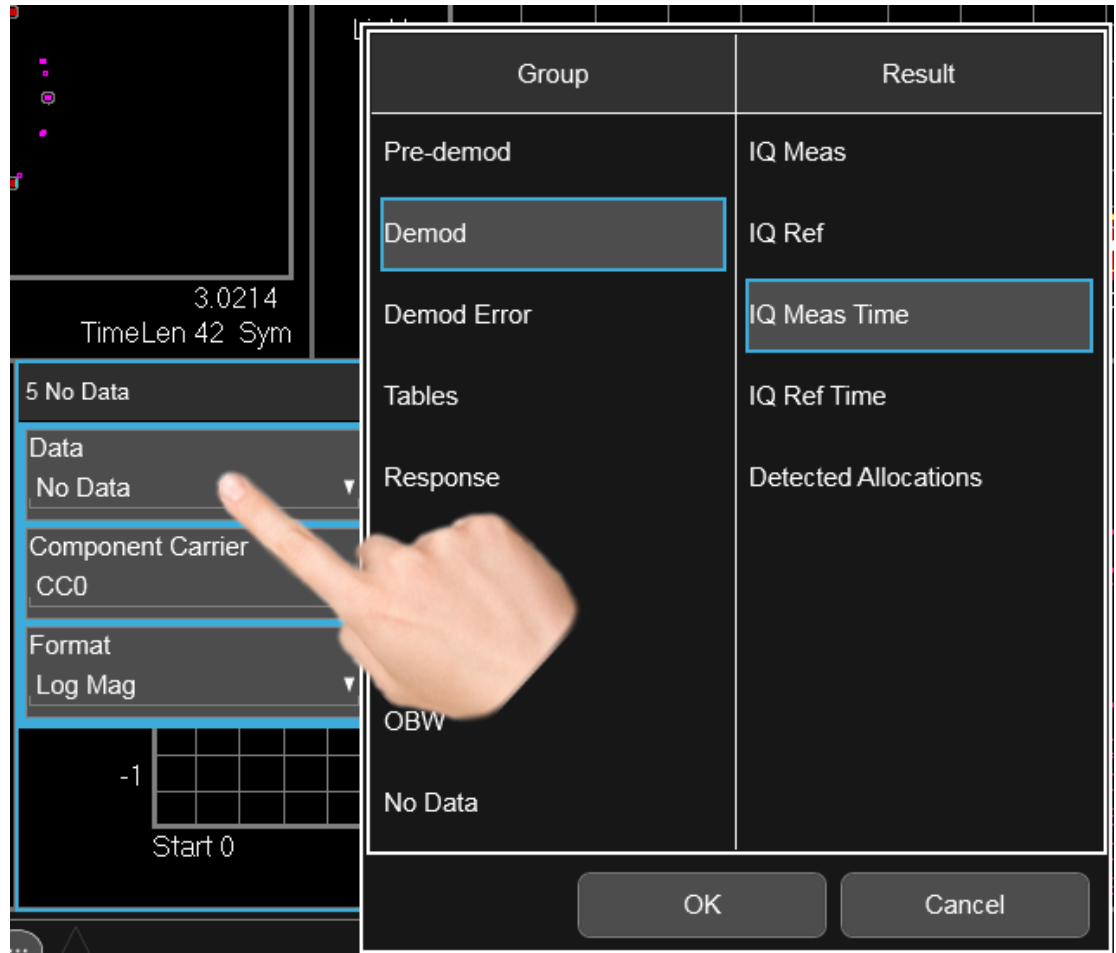 3.0214
TimeLen 42 Sym
5 No Data
Data
No Data
Component Carrier
CC0
Format
Log Mag
-1
Start 0
Group
Result
Pre-demod
Demod
Demod Error
Tables
Response
OBW
No Data
IQ Meas
IQ Ref
IQ Meas Time
IQ Ref Time
Detected Allocations
OK
Cancel
...